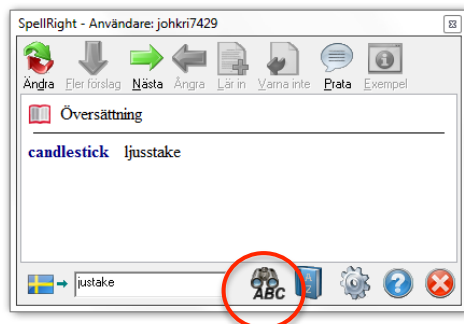 SpellRight - Användare: johkri7429
Ändra Fler förslag Nästa Ångra Lär in Varna inte Prata Exempel
Översättning
candlestick ljusstake
justake ABC A Z